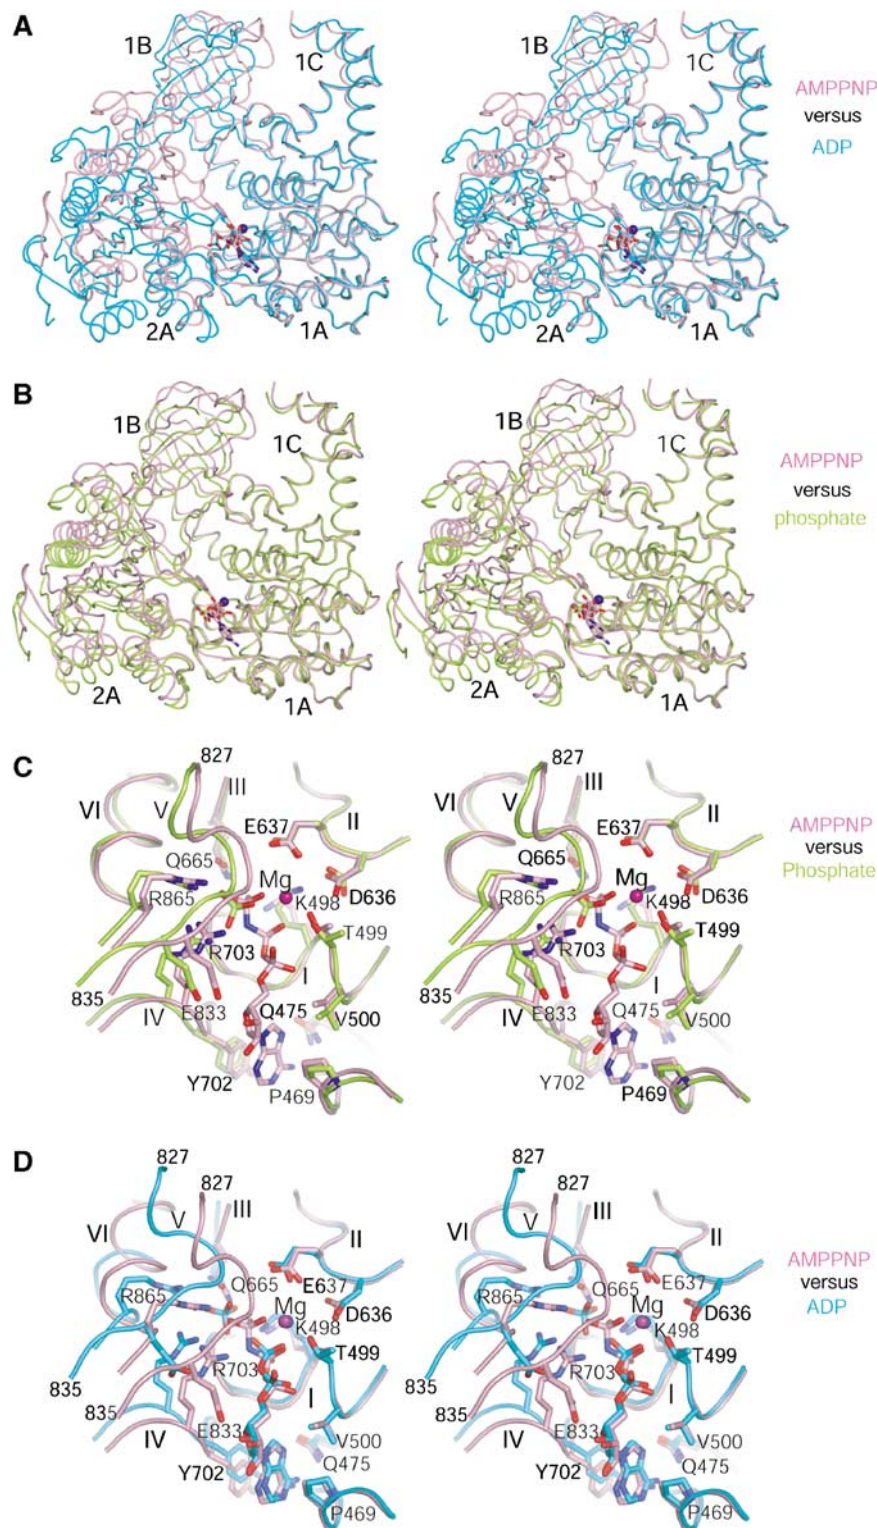 A
1B
1C
1B
1C
AMPPNP
versus
ADP
2A
1A
2A
1A
B
1B
1C
1B
1C
AMPPNP
versus
phosphate
2A
1A
2A
1A
C
827
III
827
III
VI
V
II
VI
V
II
E637
E637
AMPPNP
versus
Phosphate
Q665
Mg
Q665
Mg
R865
K498
D636
R865
K498
D636
T499
T499
R703
R703
835
I
835
I
IV
E833
Q475
V500
IV
E833
Q475
V500
Y702
P469
Y702
P469
D
827
827
III
827
827
III
VI
V
II
VI
V
II
R865
Q665
E637
R865
Q665
E637
AMPPNP
versus
ADP
Mg
D636
Mg
D636
K498
K498
R703
T499
R703
T499
835
I
835
I
835
E833
835
E833
IV
V500
IV
V500
Y702
Q475
Y702
Q475
P469
P469